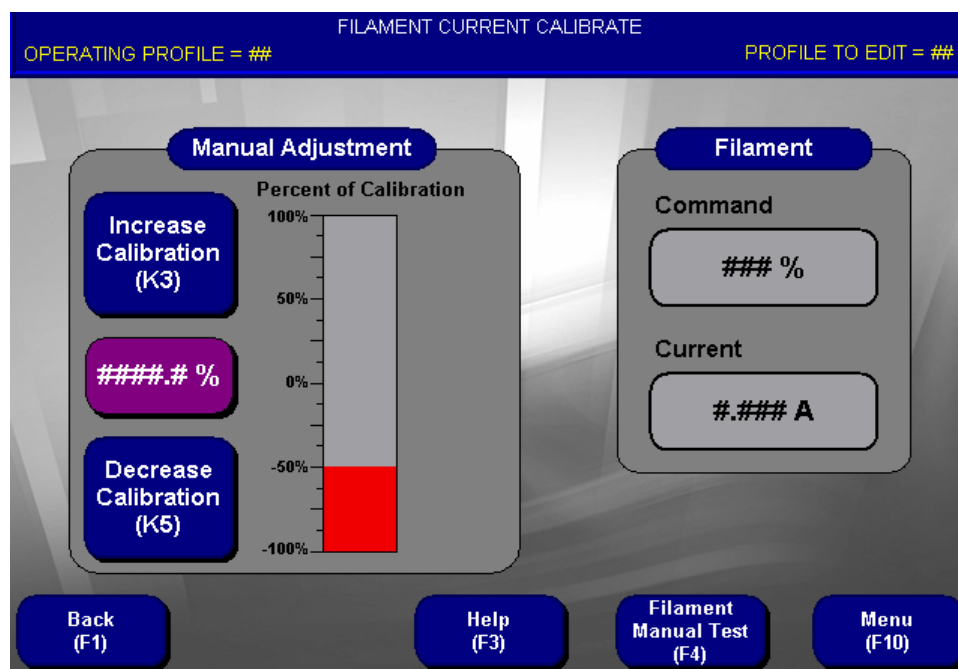 FILAMENT CURRENT CALIBRATE
OPERATING PROFILE = ##
PROFILE TO EDIT = ##
Manual Adjustment
Percent of Calibration
Increase
Calibration
(K3)
####.# %
Decrease
Calibration
(K5)
100%
50%
0%
-50%
-100%
Filament
Command
### %
Current
#.### A
Back
(F1)
Help
(F3)
Filament
Manual Test
(F4)
Menu
(F10)